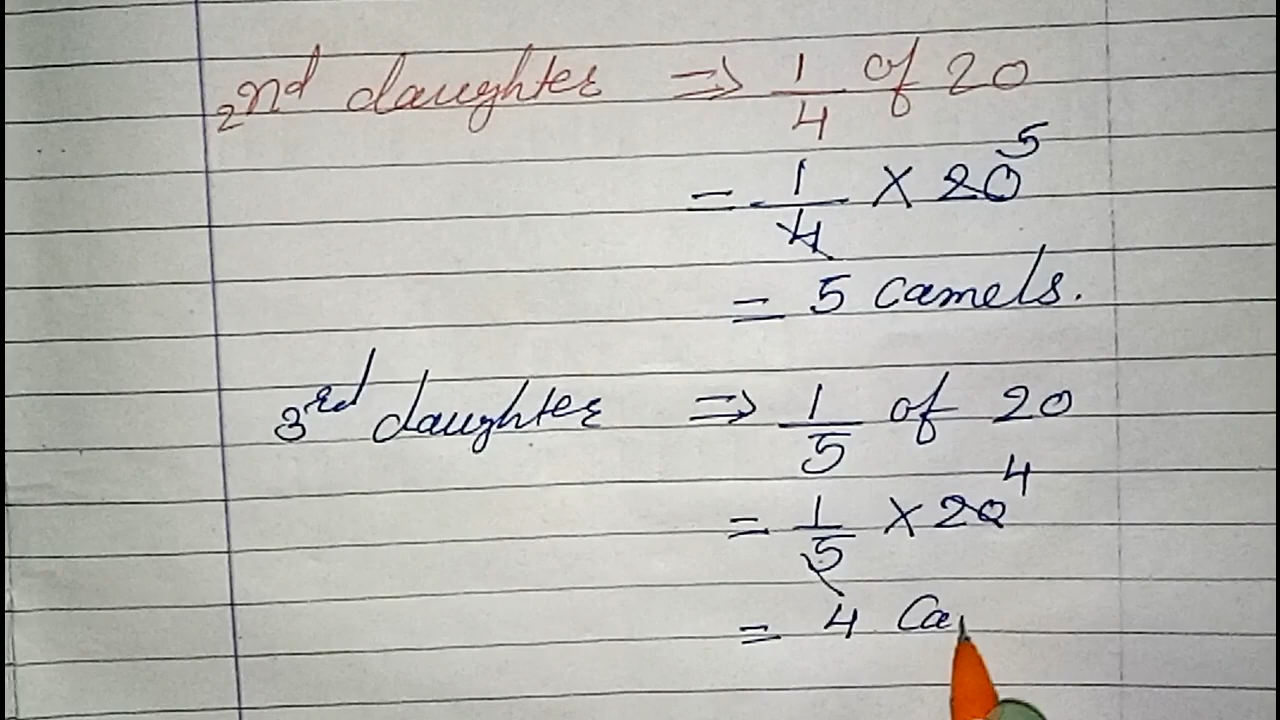 2nd daughter ⇒ 1/4 of 20
= 1/4 × 20 5
= 5 Camels.
3rd daughter ⇒ 1/5 of 20
= 1/5 × 20 4
= 4 Ca